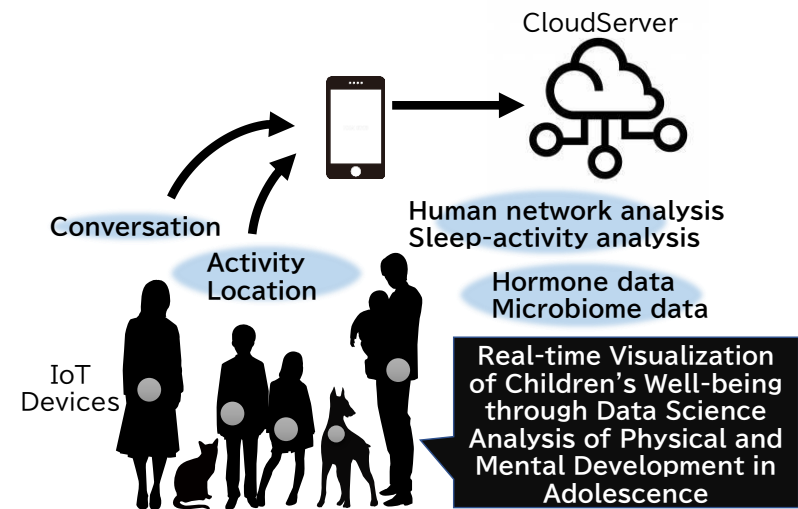 CloudServer
Conversation
Activity
Location
Human network analysis
Sleep-activity analysis
Hormone data
Microbiome data
IoT
Devices
Real-time Visualization
of Children’s Well-being
through Data Science
Analysis of Physical and
Mental Development in
Adolescence